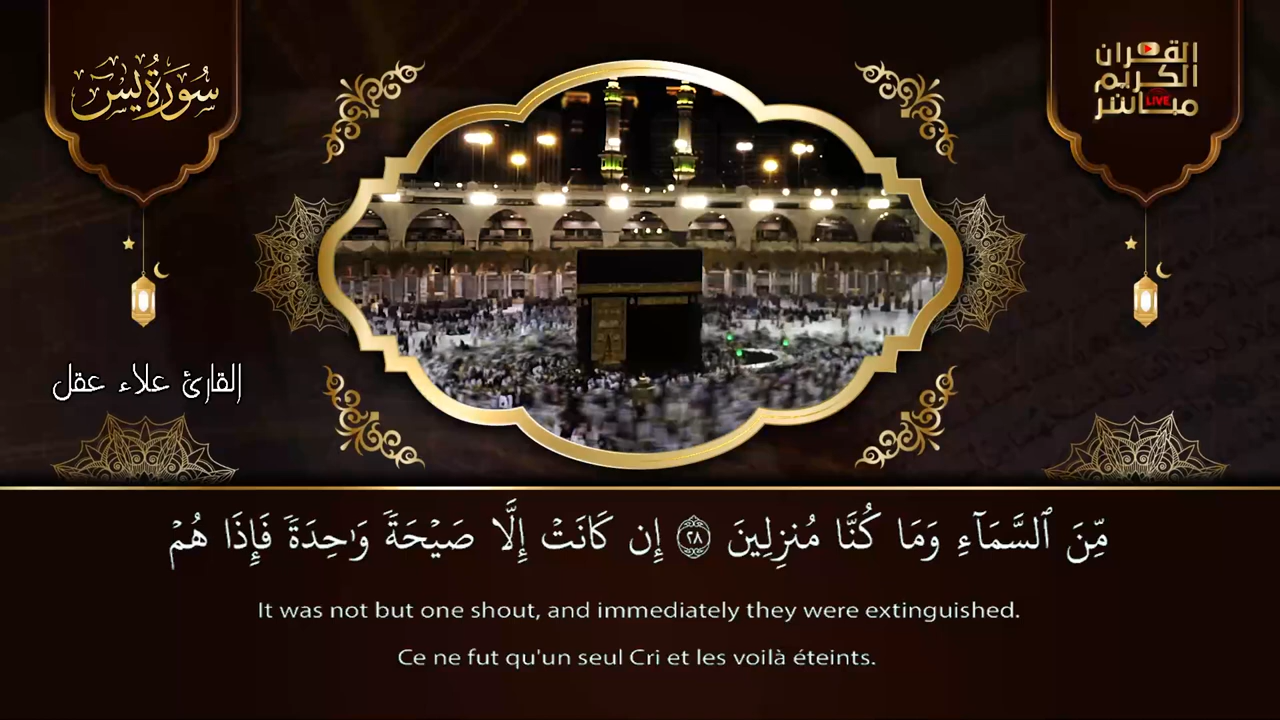 سُورَةُ يس
القرآن
الكريم
مباشر
LIVE
القارئ علاء عقل
مِّنَ ٱلسَّمَآءِ وَمَا كُنَّا مُنزِلِينَ ٢٨ إِن كَانَتْ إِلَّا صَيْحَةً وَٰحِدَةً فَإِذَا هُمْ
It was not but one shout, and immediately they were extinguished.
Ce ne fut qu'un seul Cri et les voilà éteints.